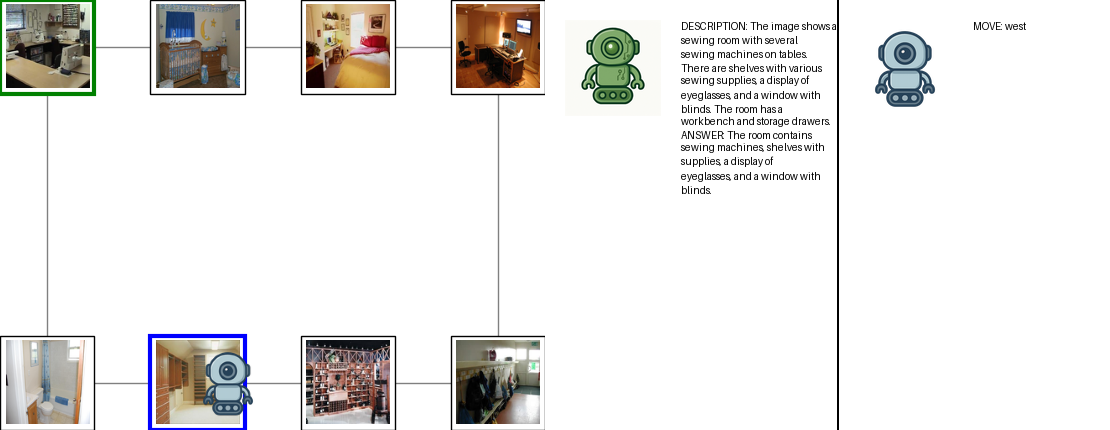 DESCRIPTION: The image shows a
sewing room with several
sewing machines on tables.
There are shelves with various
sewing supplies, a display of
eyeglasses, and a window with
blinds. The room has a
workbench and storage drawers.
ANSWER: The room contains
sewing machines, shelves with
supplies, a display of
eyeglasses, and a window with
blinds.
MOVE: west